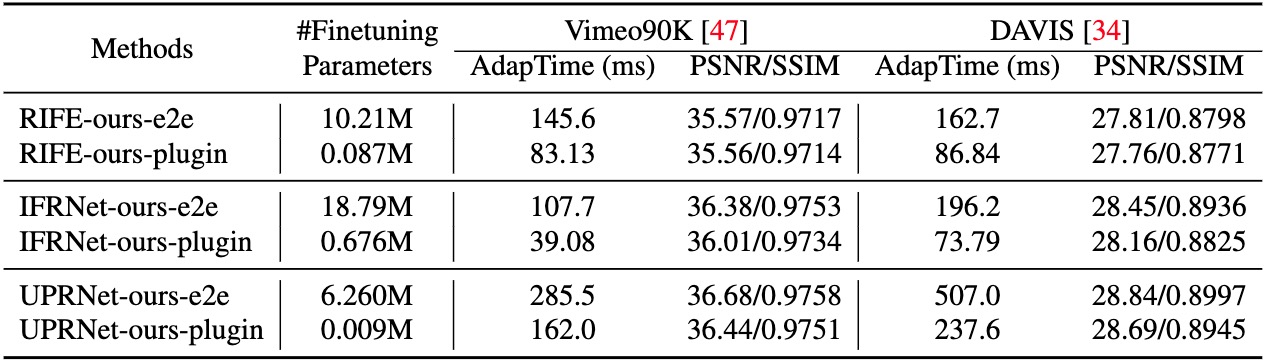 Methods #Finetuning Parameters Vimeo90K [47] DAVIS [34]
AdapTime (ms) PSNR/SSIM AdapTime (ms) PSNR/SSIM
RIFE-ours-e2e 10.21M 145.6 35.57/0.9717 162.7 27.81/0.8798
RIFE-ours-plugin 0.087M 83.13 35.56/0.9714 86.84 27.76/0.8771
IFRNet-ours-e2e 18.79M 107.7 36.38/0.9753 196.2 28.45/0.8936
IFRNet-ours-plugin 0.676M 39.08 36.01/0.9734 73.79 28.16/0.8825
UPRNet-ours-e2e 6.260M 285.5 36.68/0.9758 507.0 28.84/0.8997
UPRNet-ours-plugin 0.009M 162.0 36.44/0.9751 237.6 28.69/0.8945